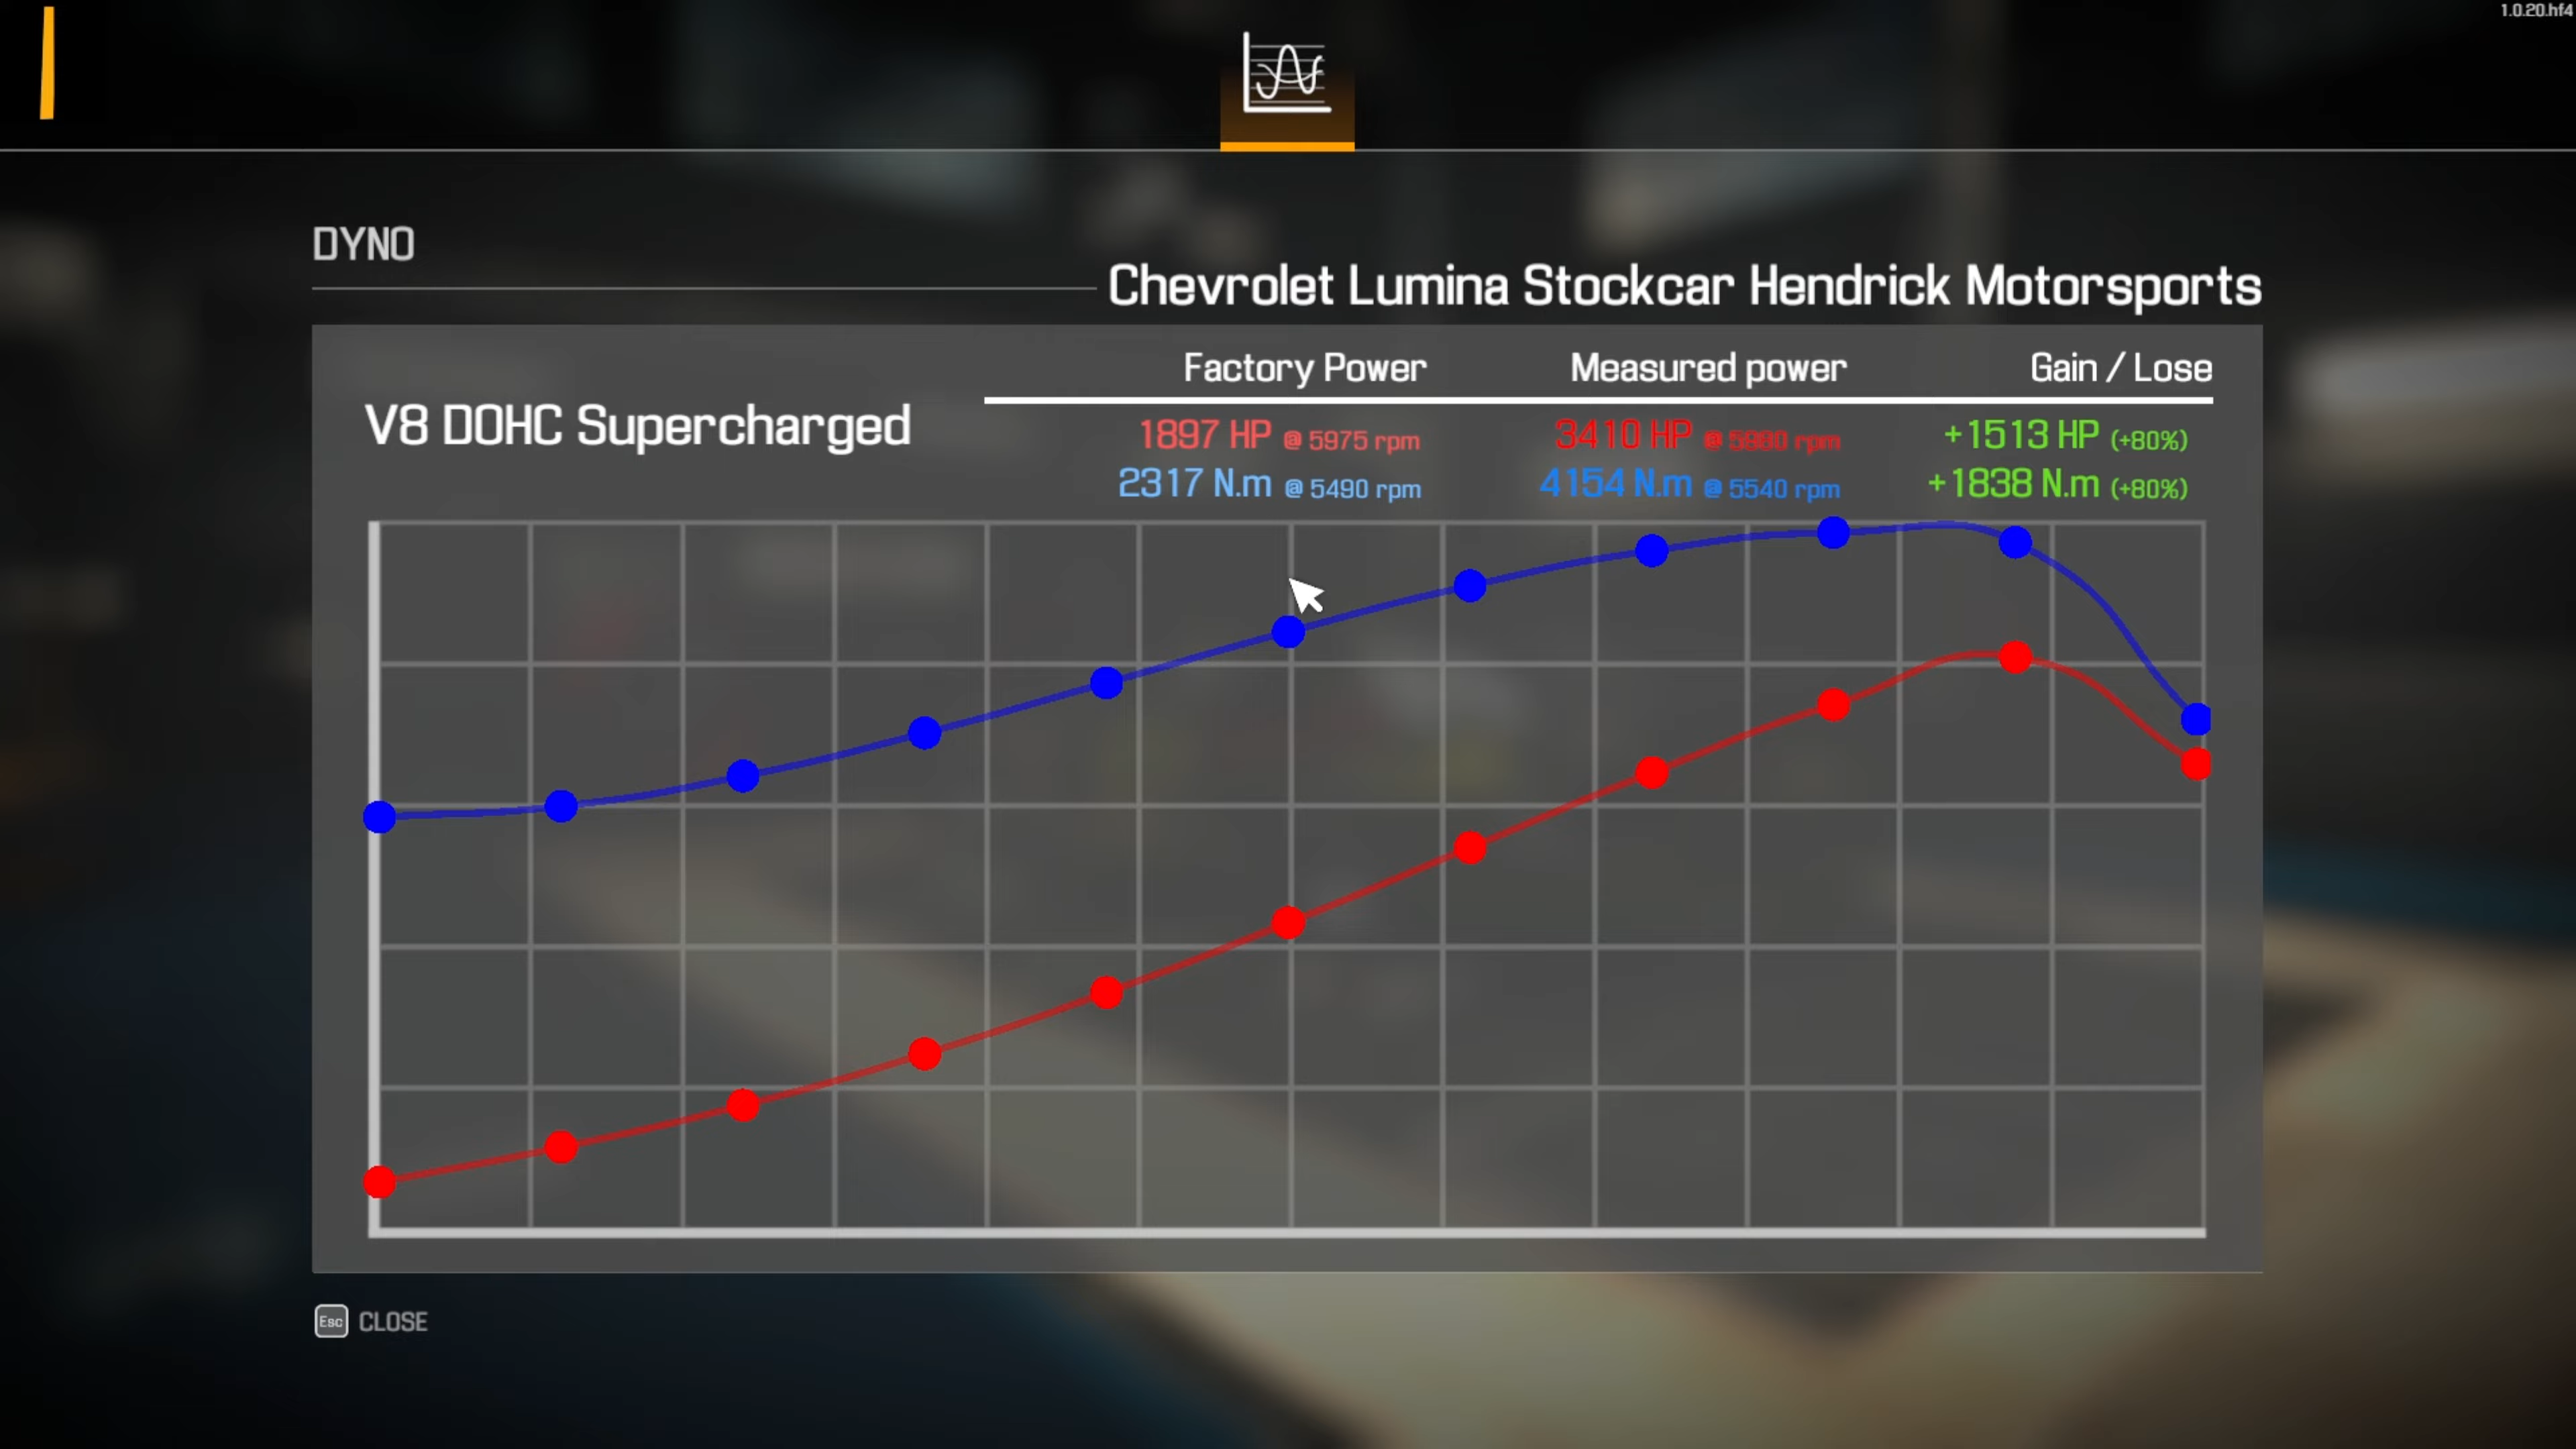 1.0.20.hf4
DYNO
Chevrolet Lumina Stockcar Hendrick Motorsports
Factory Power Measured power Gain / Lose
V8 DOHC Supercharged
1897 HP @ 5975 rpm 3410 HP @ 5880 rpm +1513 HP (+80%)
2317 N.m @ 5490 rpm 4154 N.m @ 5540 rpm +1838 N.m (+80%)
Esc CLOSE